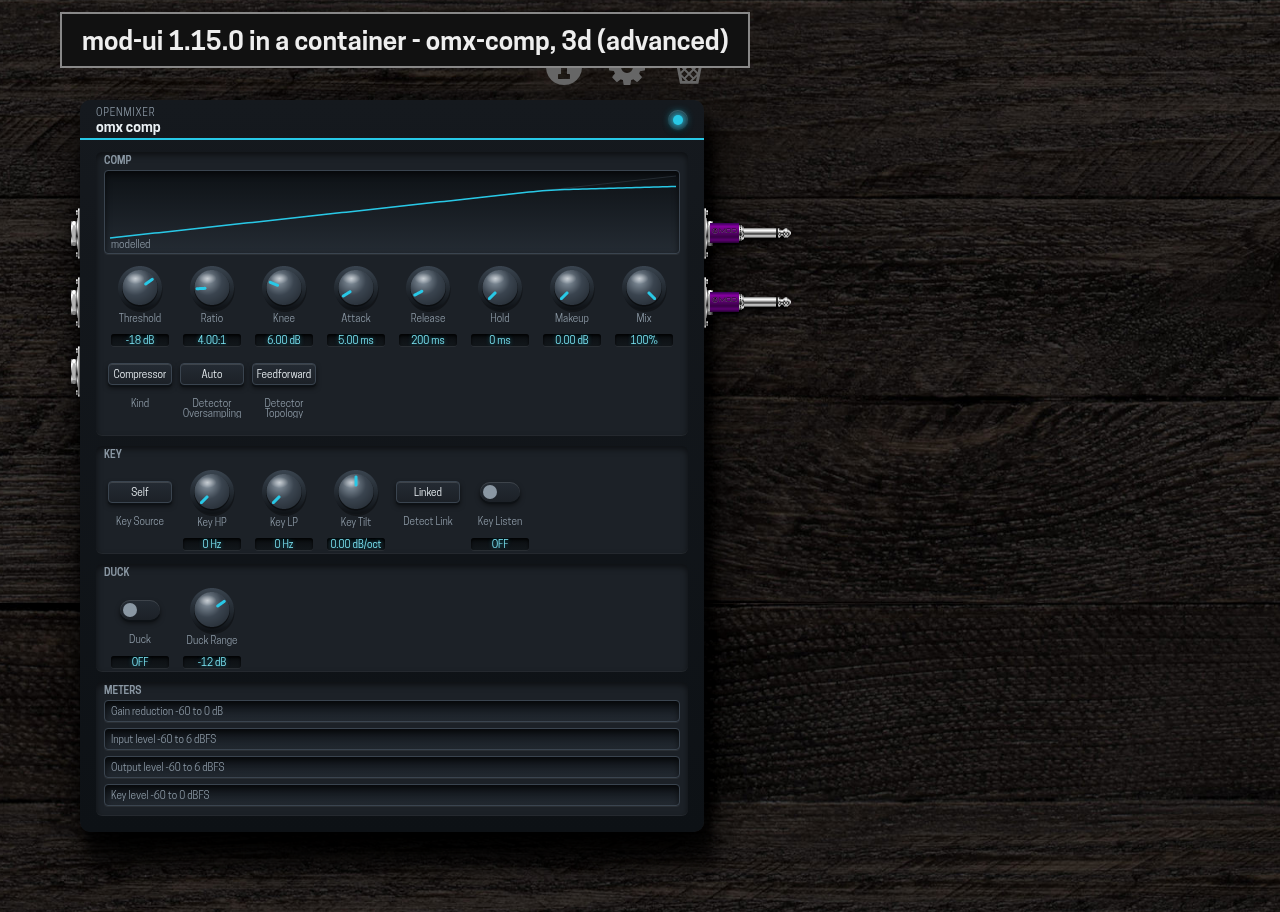 mod-ui 1.15.0 in a container - omx-comp, 3d (advanced)
OPENMIXER
omx comp
COMP
modelled
Threshold Ratio Knee Attack Release Hold Makeup Mix
-18 dB 4.00:1 6.00 dB 5.00 ms 200 ms 0 ms 0.00 dB 100%
Compressor Auto Feedforward
Kind Detector Detector
Oversampling Topology
KEY
Self Linked
Key Source Key HP Key LP Key Tilt Detect Link Key Listen
0 Hz 0 Hz 0.00 dB/oct OFF
DUCK
Duck Duck Range
OFF -12 dB
METERS
Gain reduction -60 to 0 dB
Input level -60 to 6 dBFS
Output level -60 to 6 dBFS
Key level -60 to 0 dBFS